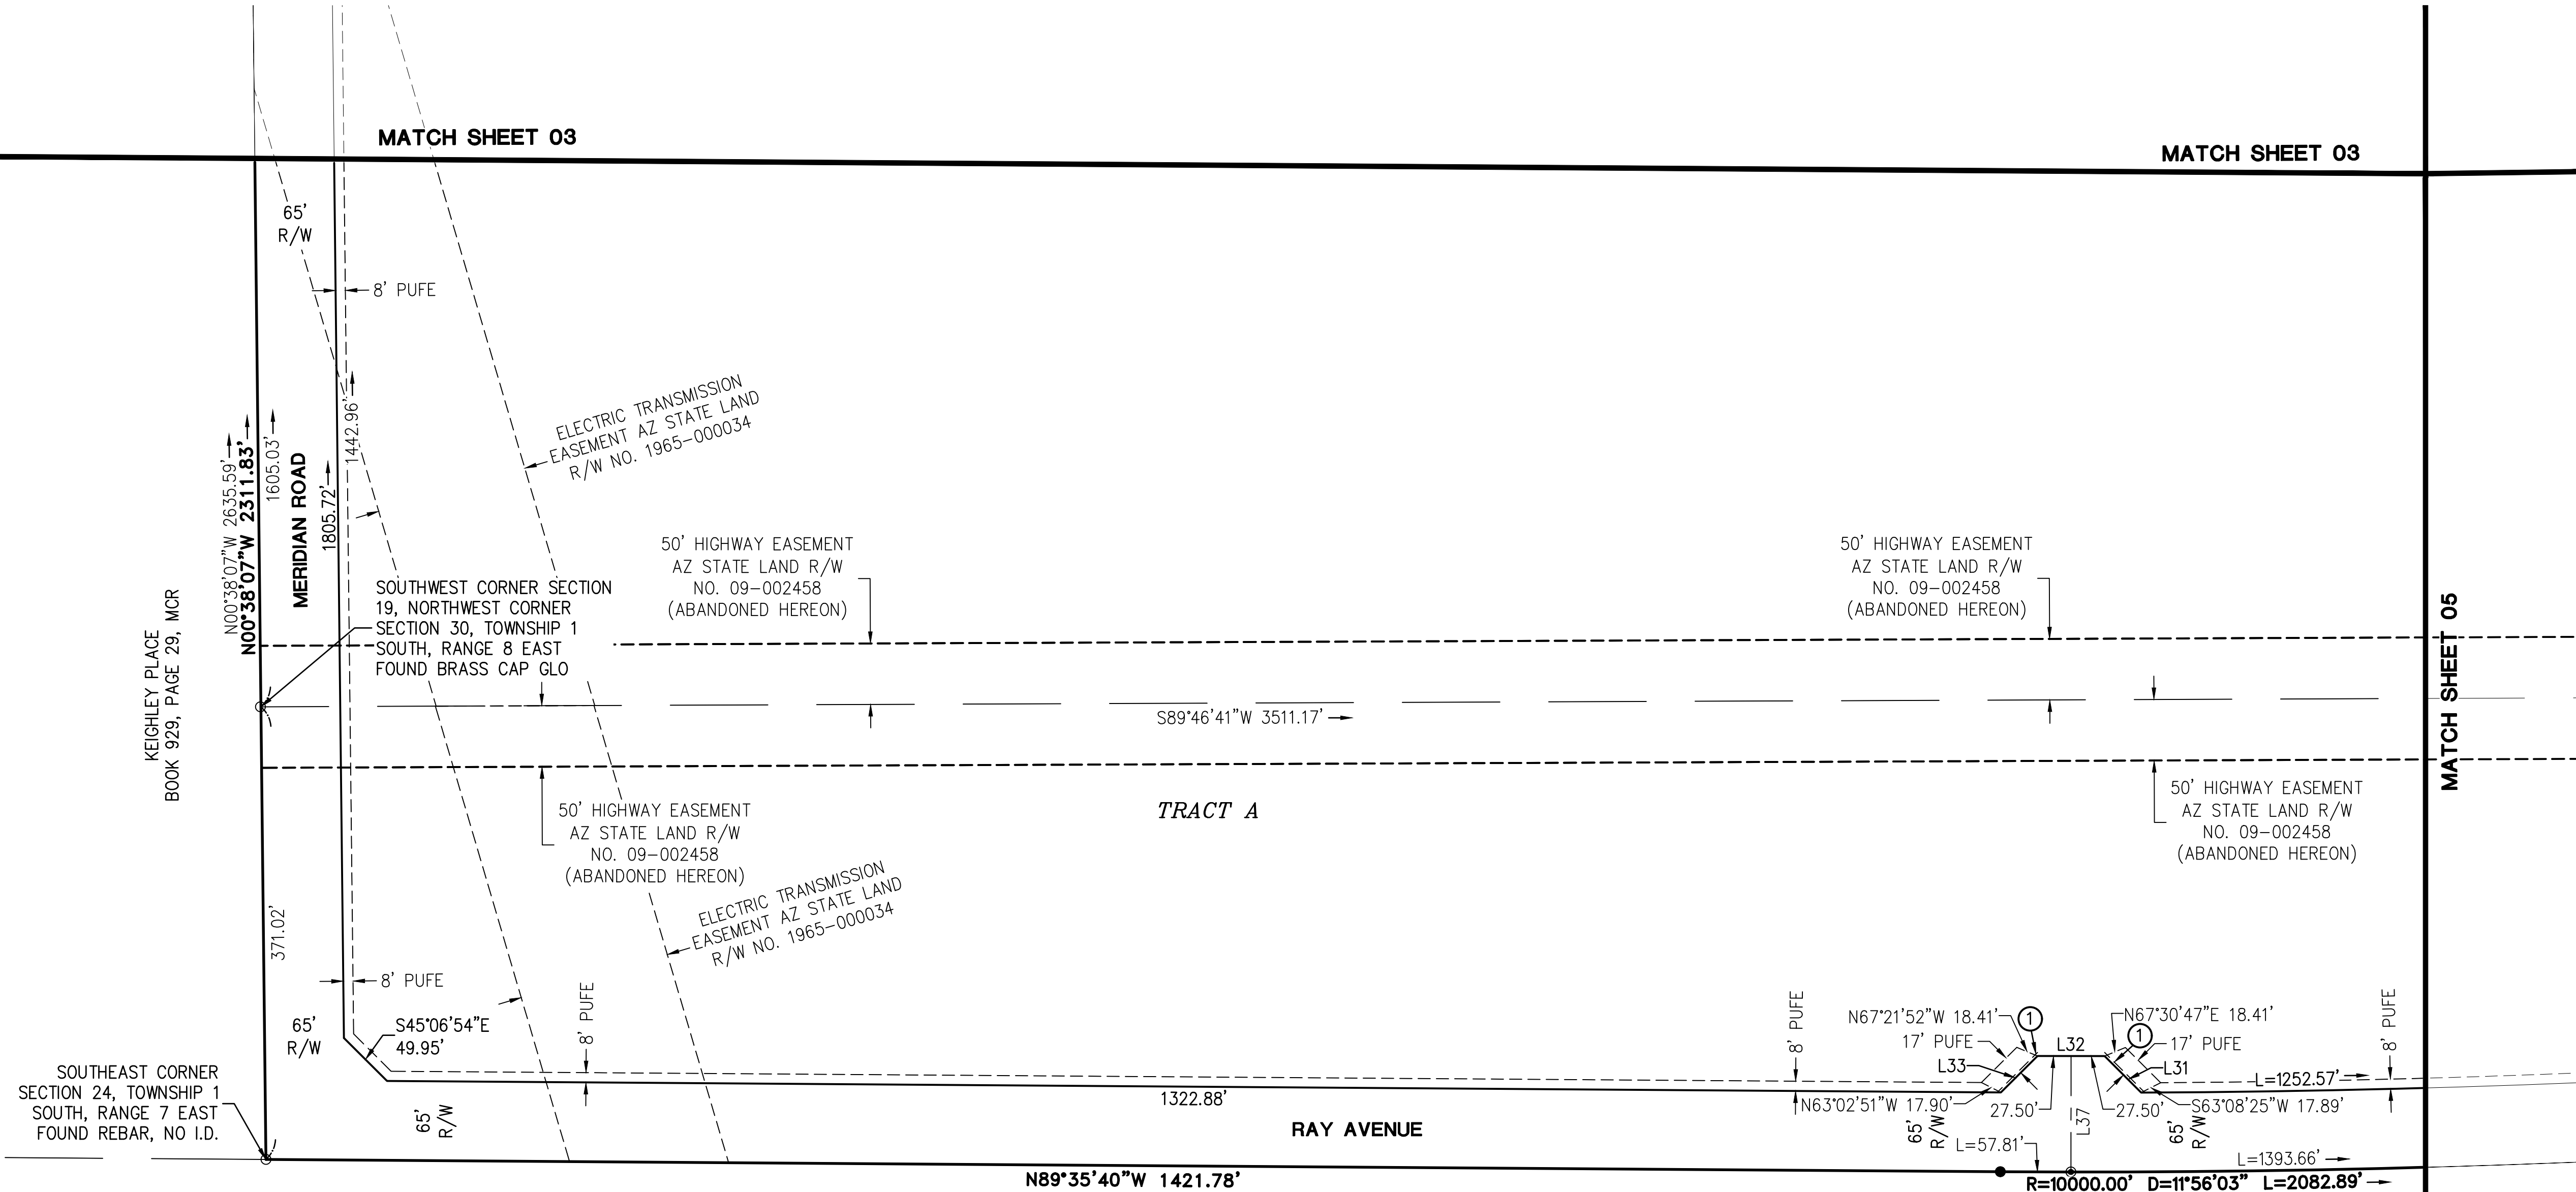 MATCH SHEET 03
MATCH SHEET 03
65'
R/W
8' PUFE
ELECTRIC TRANSMISSION
EASEMENT AZ STATE LAND
R/W NO. 1965-000034
N00°38'07"W 2635.59'
N00°38'07"W 2311.83'
1605.03'
MERIDIAN ROAD
1805.72'
1442.96'
50' HIGHWAY EASEMENT
AZ STATE LAND R/W
NO. 09-002458
(ABANDONED HEREON)
50' HIGHWAY EASEMENT
AZ STATE LAND R/W
NO. 09-002458
(ABANDONED HEREON)
SOUTHWEST CORNER SECTION
19, NORTHWEST CORNER
SECTION 30, TOWNSHIP 1
SOUTH, RANGE 8 EAST
FOUND BRASS CAP GLO
KEIGHLEY PLACE
BOOK 929, PAGE 29, MCR
MATCH SHEET 05
S89°46'41"W 3511.17'
TRACT A
50' HIGHWAY EASEMENT
AZ STATE LAND R/W
NO. 09-002458
(ABANDONED HEREON)
50' HIGHWAY EASEMENT
AZ STATE LAND R/W
NO. 09-002458
(ABANDONED HEREON)
ELECTRIC TRANSMISSION
EASEMENT AZ STATE LAND
R/W NO. 1965-000034
371.02'
8' PUFE
65'
R/W
S45°06'54"E
49.95'
8' PUFE
8' PUFE
N67°21'52"W 18.41'
1
17' PUFE
L33
L32
N67°30'47"E 18.41'
1
17' PUFE
L31
8' PUFE
L=1252.57'
SOUTHEAST CORNER
SECTION 24, TOWNSHIP 1
SOUTH, RANGE 7 EAST
FOUND REBAR, NO I.D.
65'
R/W
1322.88'
N63°02'51"W 17.90'
27.50'
27.50'
S63°08'25"W 17.89'
65'
R/W
L37
65'
R/W
RAY AVENUE
L=57.81'
L=1393.66'
N89°35'40"W 1421.78'
R=10000.00' D=11°56'03" L=2082.89'